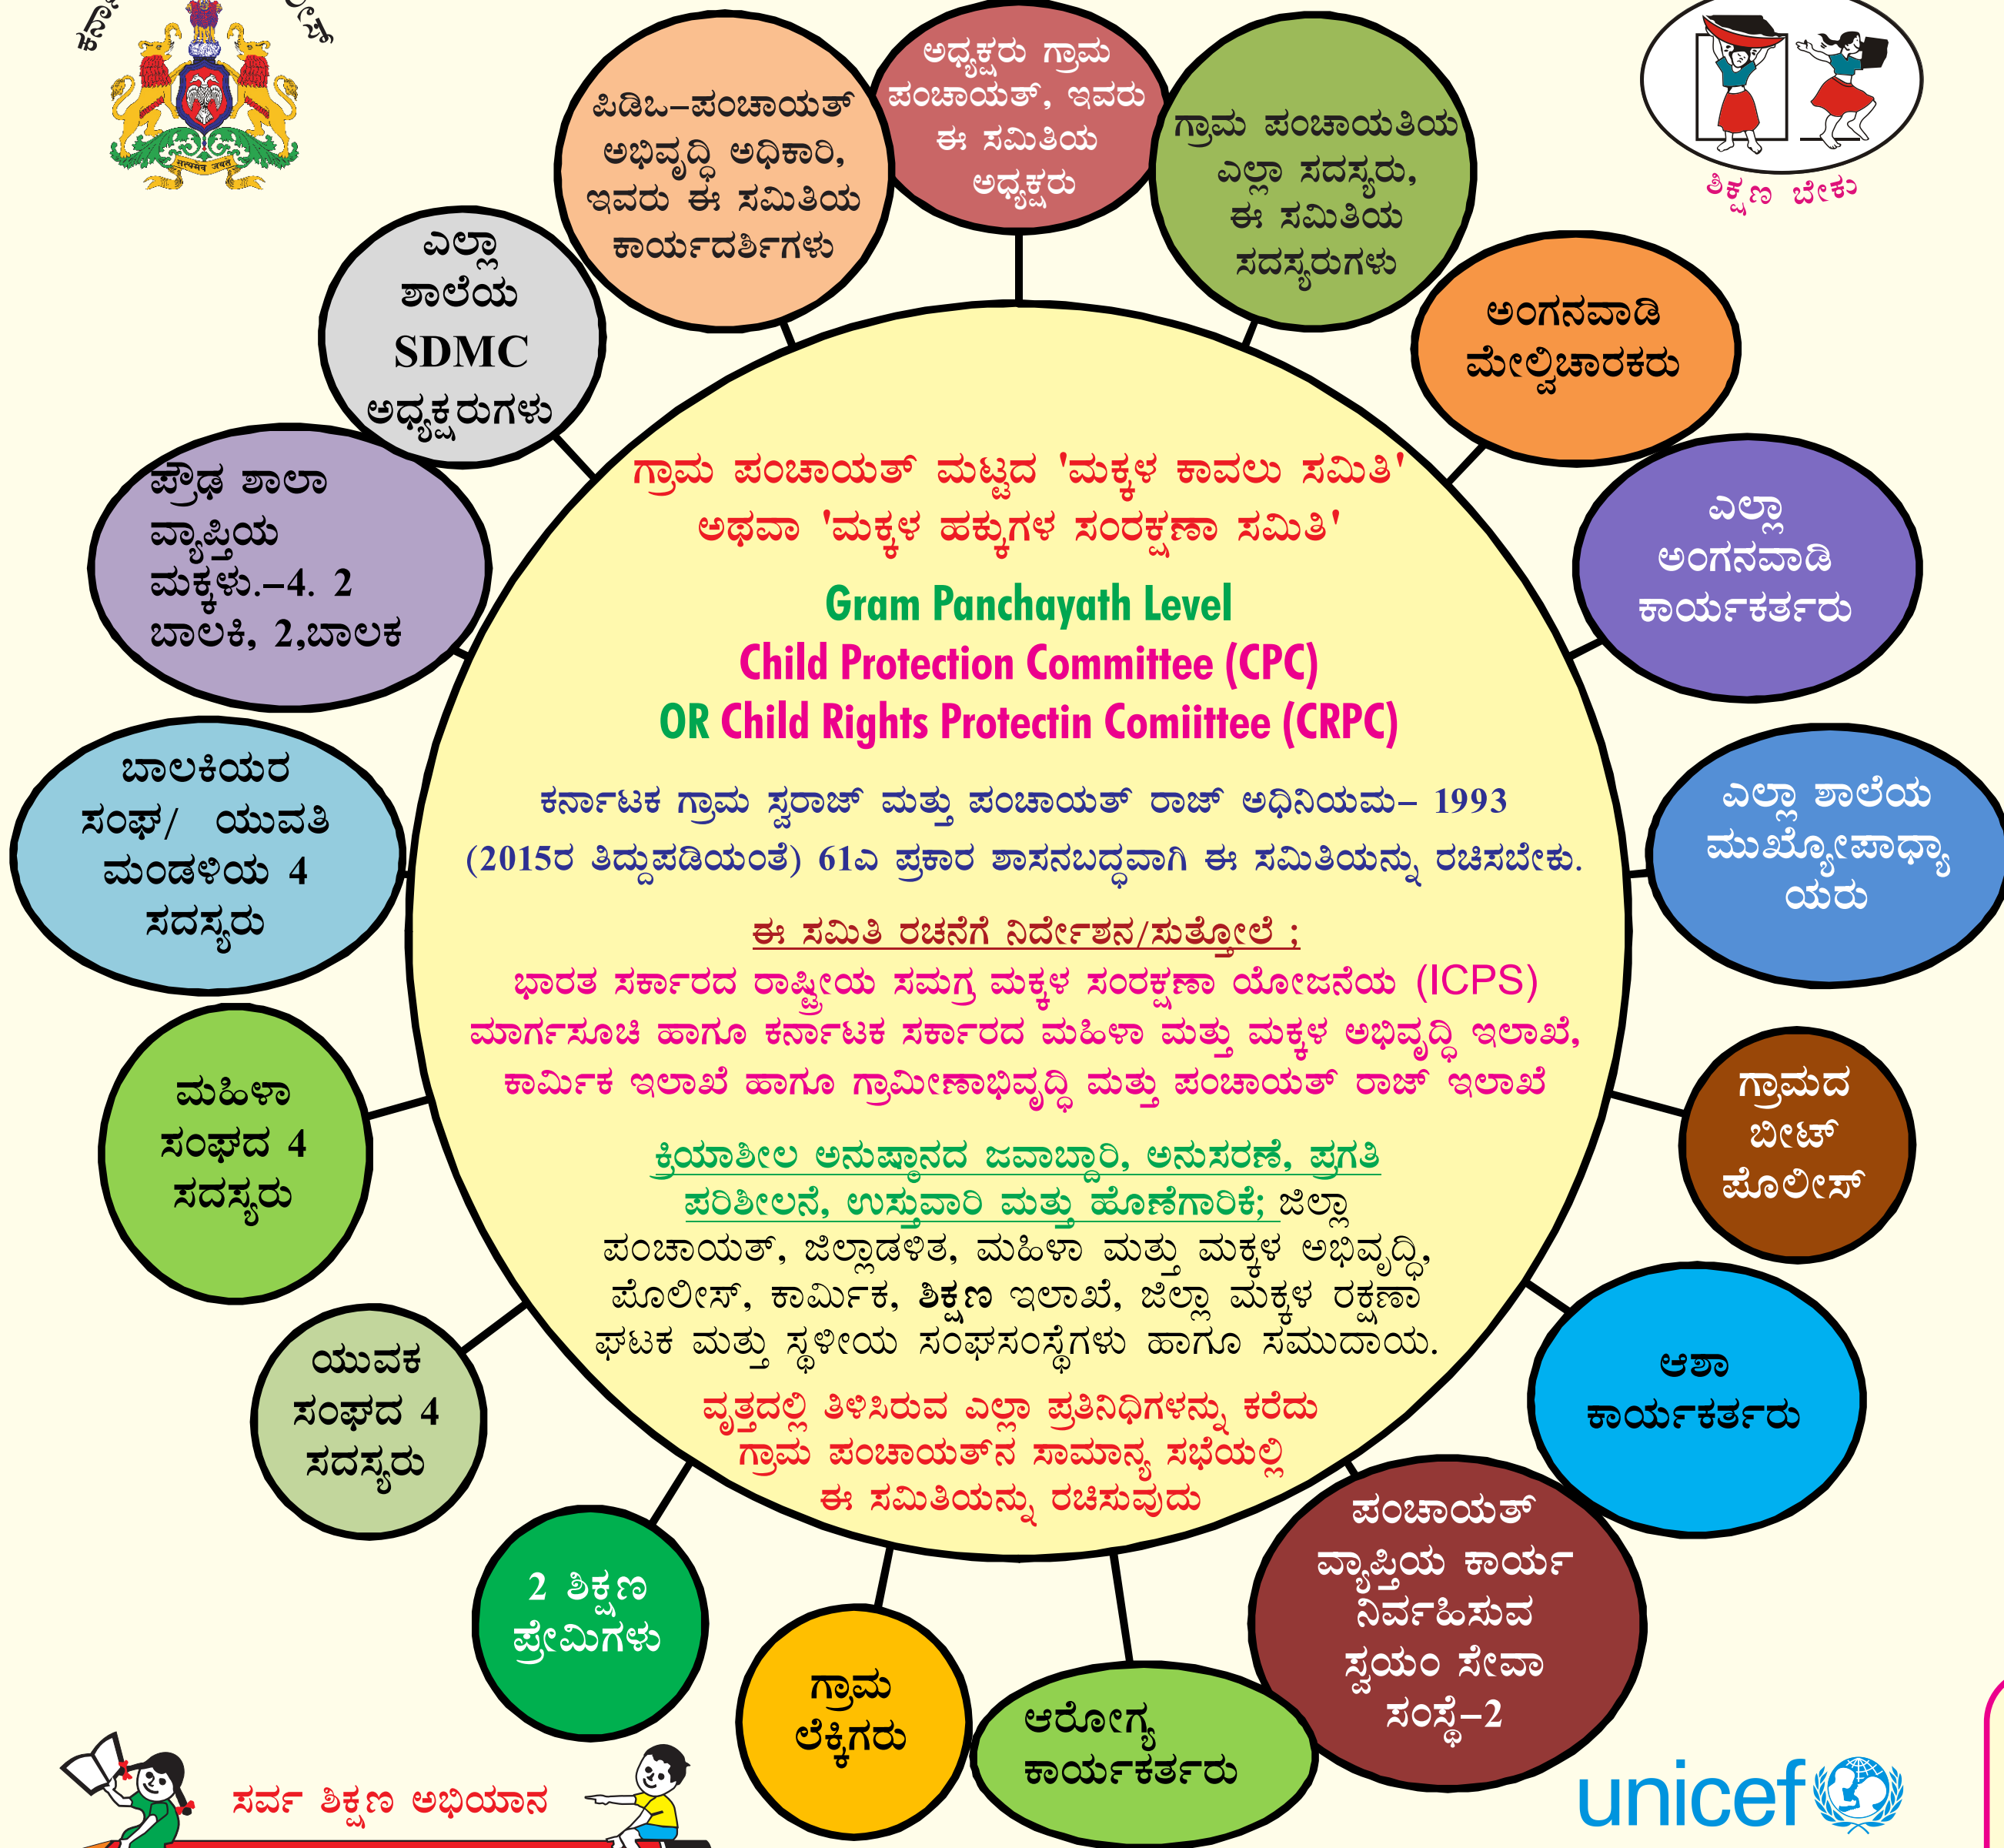 ಅಧ್ಯಕ್ಷರು ಗ್ರಾಮ
ಪಂಚಾಯತ್, ಇವರು
ಈ ಸಮಿತಿಯ
ಅಧ್ಯಕ್ಷರು
ಪಿಡಿಒ–ಪಂಚಾಯತ್
ಅಭಿವೃದ್ಧಿ ಅಧಿಕಾರಿ,
ಇವರು ಈ ಸಮಿತಿಯ
ಕಾರ್ಯದರ್ಶಿಗಳು
ಗ್ರಾಮ ಪಂಚಾಯತಿಯ
ಎಲ್ಲಾ ಸದಸ್ಯರು,
ಈ ಸಮಿತಿಯ
ಸದಸ್ಯರುಗಳು
ಶಿಕ್ಷಣ ಬೇಕು
सत्यमेव जयते
ಎಲ್ಲಾ
ಶಾಲೆಯ
SDMC
ಅಧ್ಯಕ್ಷರುಗಳು
ಅಂಗನವಾಡಿ
ಮೇಲ್ವಿಚಾರಕರು
ಪ್ರೌಢ ಶಾಲಾ
ವ್ಯಾಪ್ತಿಯ
ಮಕ್ಕಳು.–4. 2
ಬಾಲಕಿ, 2,ಬಾಲಕ
ಎಲ್ಲಾ
ಅಂಗನವಾಡಿ
ಕಾರ್ಯಕರ್ತರು
ಗ್ರಾಮ ಪಂಚಾಯತ್ ಮಟ್ಟದ 'ಮಕ್ಕಳ ಕಾವಲು ಸಮಿತಿ'
ಅಥವಾ 'ಮಕ್ಕಳ ಹಕ್ಕುಗಳ ಸಂರಕ್ಷಣಾ ಸಮಿತಿ'
Gram Panchayath Level
Child Protection Committee (CPC)
OR Child Rights Protectin Comiittee (CRPC)
ಕರ್ನಾಟಕ ಗ್ರಾಮ ಸ್ವರಾಜ್ ಮತ್ತು ಪಂಚಾಯತ್ ರಾಜ್ ಅಧಿನಿಯಮ– 1993
(2015ರ ತಿದ್ದುಪಡಿಯಂತೆ) 61ಎ ಪ್ರಕಾರ ಶಾಸನಬದ್ಧವಾಗಿ ಈ ಸಮಿತಿಯನ್ನು ರಚಿಸಬೇಕು.
ಈ ಸಮಿತಿ ರಚನೆಗೆ ನಿರ್ದೇಶನ/ಸುತ್ತೋಲೆ ;
ಭಾರತ ಸರ್ಕಾರದ ರಾಷ್ಟ್ರೀಯ ಸಮಗ್ರ ಮಕ್ಕಳ ಸಂರಕ್ಷಣಾ ಯೋಜನೆಯ (ICPS)
ಮಾರ್ಗಸೂಚಿ ಹಾಗೂ ಕರ್ನಾಟಕ ಸರ್ಕಾರದ ಮಹಿಳಾ ಮತ್ತು ಮಕ್ಕಳ ಅಭಿವೃದ್ಧಿ ಇಲಾಖೆ,
ಕಾರ್ಮಿಕ ಇಲಾಖೆ ಹಾಗೂ ಗ್ರಾಮೀಣಾಭಿವೃದ್ಧಿ ಮತ್ತು ಪಂಚಾಯತ್ ರಾಜ್ ಇಲಾಖೆ
ಕ್ರಿಯಾಶೀಲ ಅನುಷ್ಠಾನದ ಜವಾಬ್ದಾರಿ, ಅನುಸರಣೆ, ಪ್ರಗತಿ
ಪರಿಶೀಲನೆ, ಉಸ್ತುವಾರಿ ಮತ್ತು ಹೊಣೆಗಾರಿಕೆ; ಜಿಲ್ಲಾ
ಪಂಚಾಯತ್, ಜಿಲ್ಲಾಡಳಿತ, ಮಹಿಳಾ ಮತ್ತು ಮಕ್ಕಳ ಅಭಿವೃದ್ಧಿ,
ಪೊಲೀಸ್, ಕಾರ್ಮಿಕ, ಶಿಕ್ಷಣ ಇಲಾಖೆ, ಜಿಲ್ಲಾ ಮಕ್ಕಳ ರಕ್ಷಣಾ
ಘಟಕ ಮತ್ತು ಸ್ಥಳೀಯ ಸಂಘಸಂಸ್ಥೆಗಳು ಹಾಗೂ ಸಮುದಾಯ.
ವೃತ್ತದಲ್ಲಿ ತಿಳಿಸಿರುವ ಎಲ್ಲಾ ಪ್ರತಿನಿಧಿಗಳನ್ನು ಕರೆದು
ಗ್ರಾಮ ಪಂಚಾಯತ್‌ನ ಸಾಮಾನ್ಯ ಸಭೆಯಲ್ಲಿ
ಈ ಸಮಿತಿಯನ್ನು ರಚಿಸುವುದು
ಬಾಲಕಿಯರ
ಸಂಘ/ ಯುವತಿ
ಮಂಡಳಿಯ 4
ಸದಸ್ಯರು
ಎಲ್ಲಾ ಶಾಲೆಯ
ಮುಖ್ಯೋಪಾಧ್ಯಾ
ಯರು
ಮಹಿಳಾ
ಸಂಘದ 4
ಸದಸ್ಯರು
ಗ್ರಾಮದ
ಬೀಟ್
ಪೊಲೀಸ್
ಯುವಕ
ಸಂಘದ 4
ಸದಸ್ಯರು
ಆಶಾ
ಕಾರ್ಯಕರ್ತರು
2 ಶಿಕ್ಷಣ
ಪ್ರೇಮಿಗಳು
ಪಂಚಾಯತ್
ವ್ಯಾಪ್ತಿಯ ಕಾರ್ಯ
ನಿರ್ವಹಿಸುವ
ಸ್ವಯಂ ಸೇವಾ
ಸಂಸ್ಥೆ–2
ಗ್ರಾಮ
ಲೆಕ್ಕಿಗರು
ಆರೋಗ್ಯ
ಕಾರ್ಯಕರ್ತರು
ಸರ್ವ ಶಿಕ್ಷಣ ಅಭಿಯಾನ
unicef